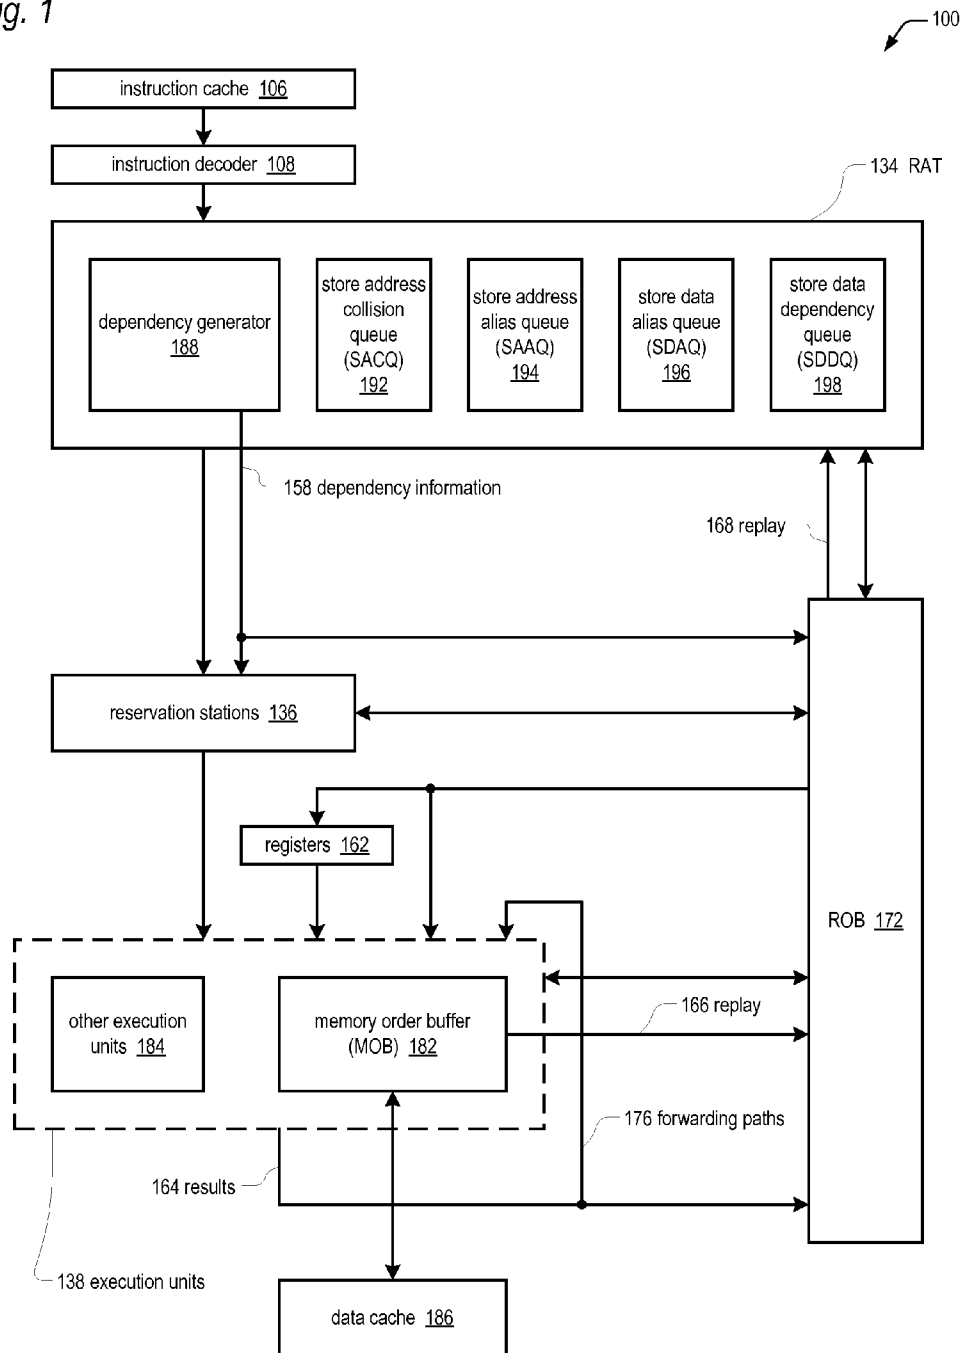 g. 1
100
instruction cache 106
instruction decoder 108
134 RAT
dependency generator
188
store address
collision
queue
(SACQ)
192
store address
alias queue
(SAAQ)
194
store data
alias queue
(SDAQ)
196
store data
dependency
queue
(SDDQ)
198
158 dependency information
168 replay
reservation stations 136
registers 162
ROB 172
other execution
units 184
memory order buffer
(MOB) 182
166 replay
176 forwarding paths
164 results
138 execution units
data cache 186